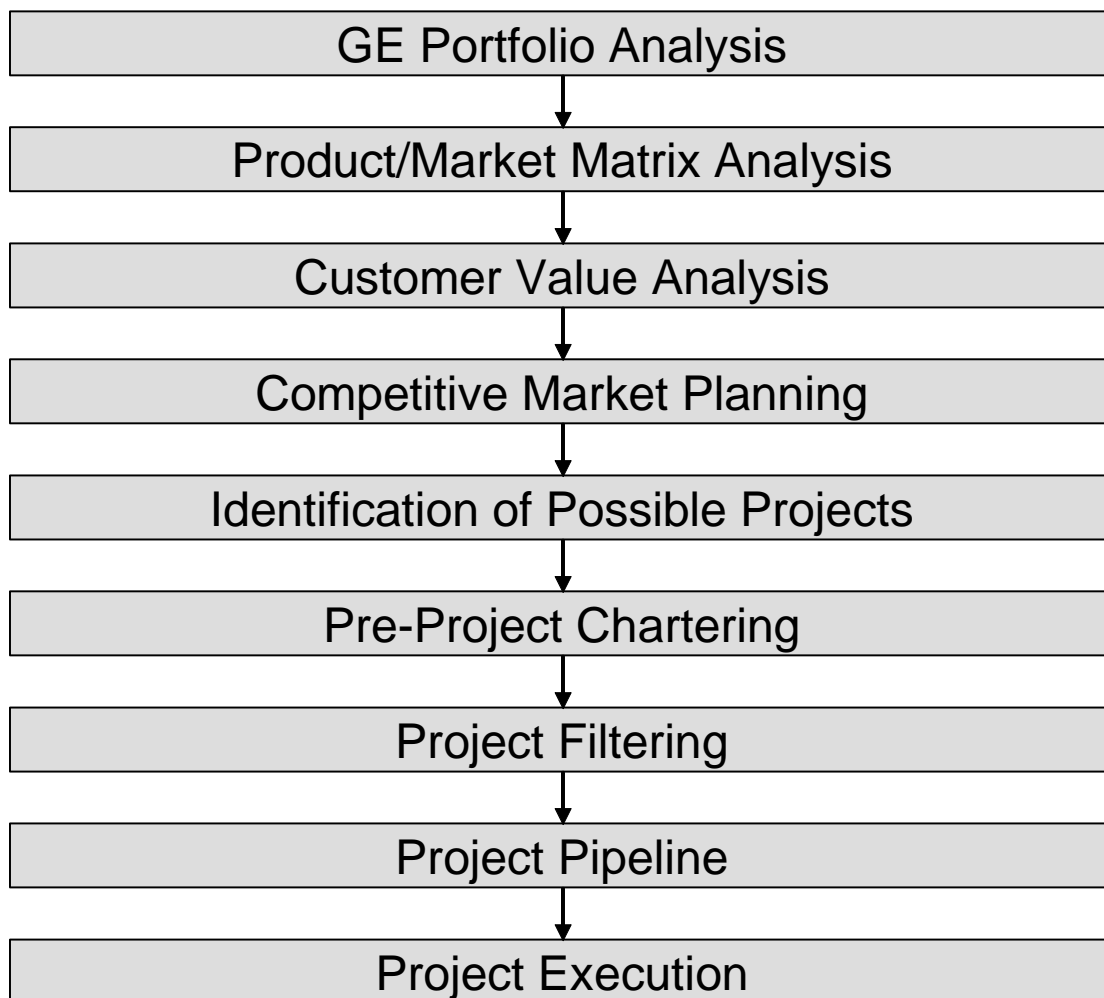 GE Portfolio Analysis
Product/Market Matrix Analysis
Customer Value Analysis
Competitive Market Planning
Identification of Possible Projects
Pre-Project Chartering
Project Filtering
Project Pipeline
Project Execution